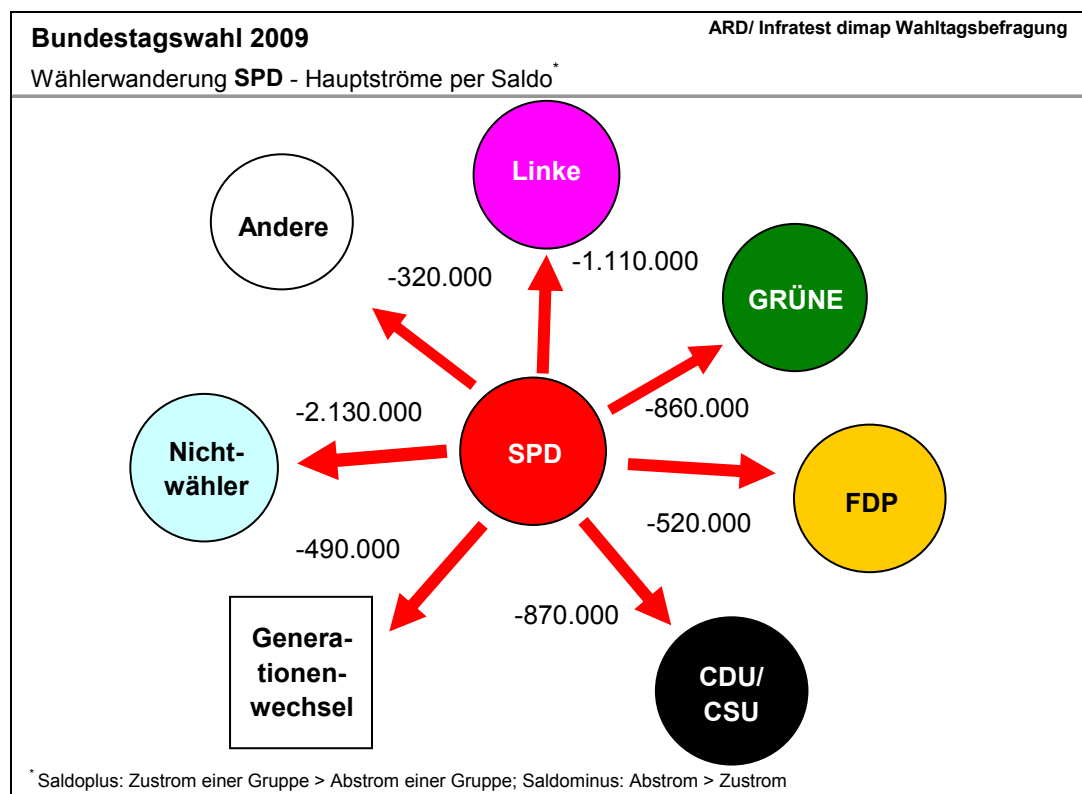 Bundestagswahl 2009
ARD/ Infratest dimap Wahltagsbefragung
Wählerwanderung SPD - Hauptströme per Saldo*
Linke
Andere
-320.000
-1.110.000
GRÜNE
-2.130.000
-860.000
Nicht-
wähler
SPD
FDP
-490.000
-520.000
-870.000
Genera-
tionen-
wechsel
CDU/
CSU
* Saldoplus: Zustrom einer Gruppe > Abstrom einer Gruppe; Saldominus: Abstrom > Zustrom